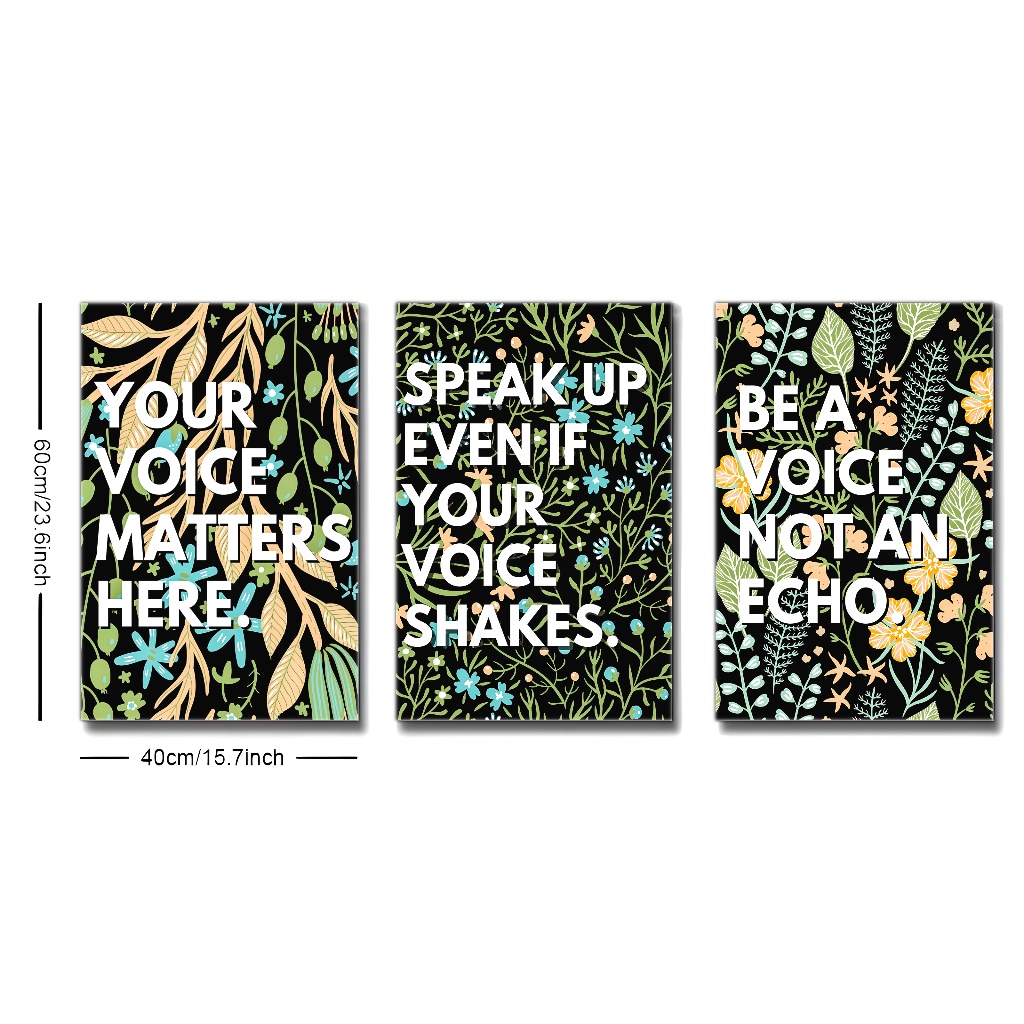 60cm/23.6inch
YOUR
VOICE
MATTERS
HERE.
SPEAK UP
EVEN IF
YOUR
VOICE
SHAKES.
BE A
VOICE
NOT AN
ECHO.
40cm/15.7inch